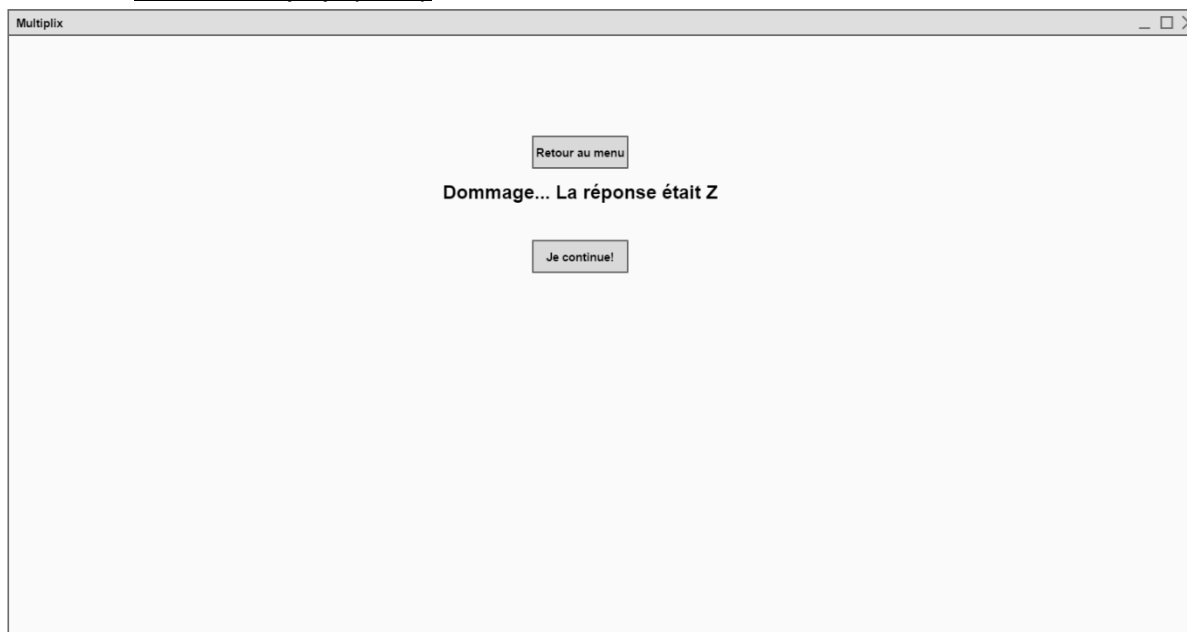 Multiplix
Retour au menu
Dommage... La réponse était Z
Je continue!